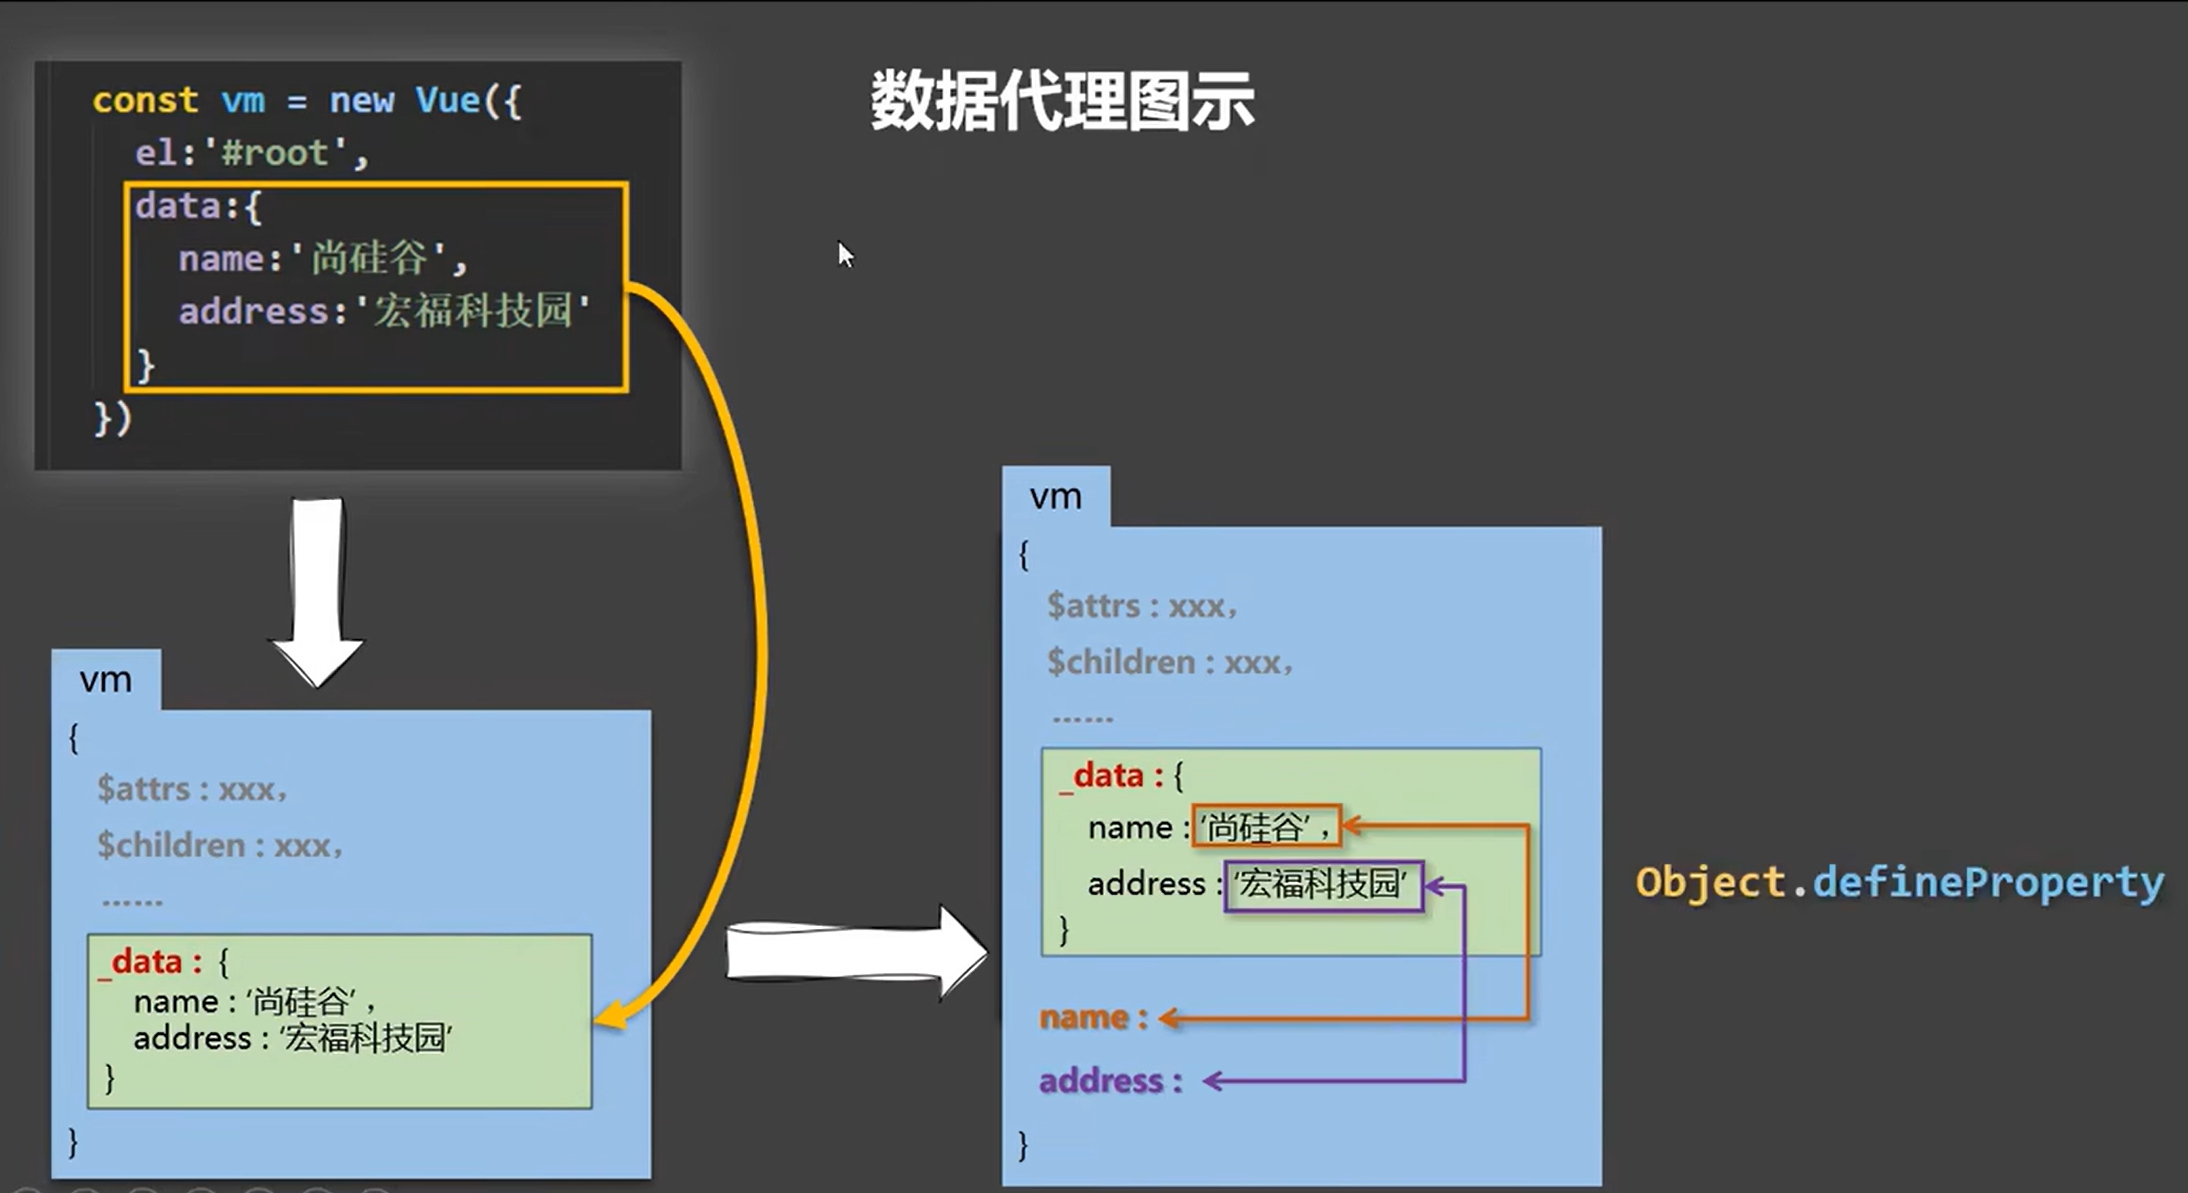 数据代理图示
const vm = new Vue({
el:'#root',
data:{
name:'尚硅谷',
address:'宏福科技园'
}
})
vm
{
$attrs : xxx，
$children : xxx，
......
_data : {
name : ‘尚硅谷’ ，
address : ‘宏福科技园’
}
}
vm
{
$attrs : xxx，
$children : xxx，
......
_data : {
name : ‘尚硅谷’ ，
address : ‘宏福科技园’
}
name :
address :
}
Object.defineProperty